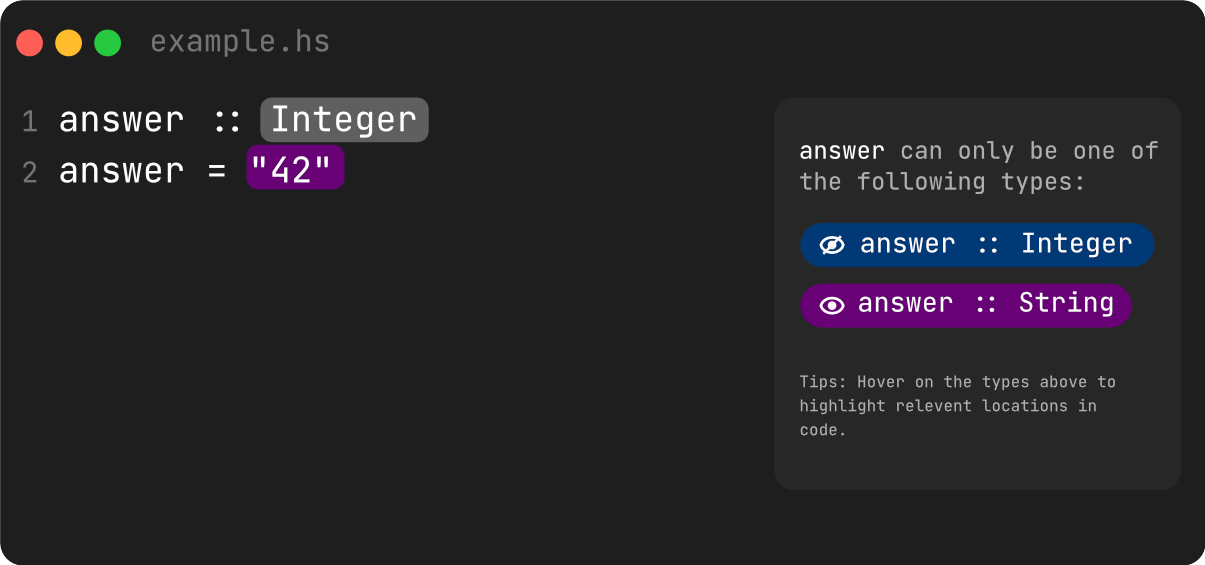 example.hs
1 answer :: Integer
2 answer = "42"
answer can only be one of
the following types:
answer :: Integer
answer :: String
Tips: Hover on the types above to
highlight relevent locations in
code.